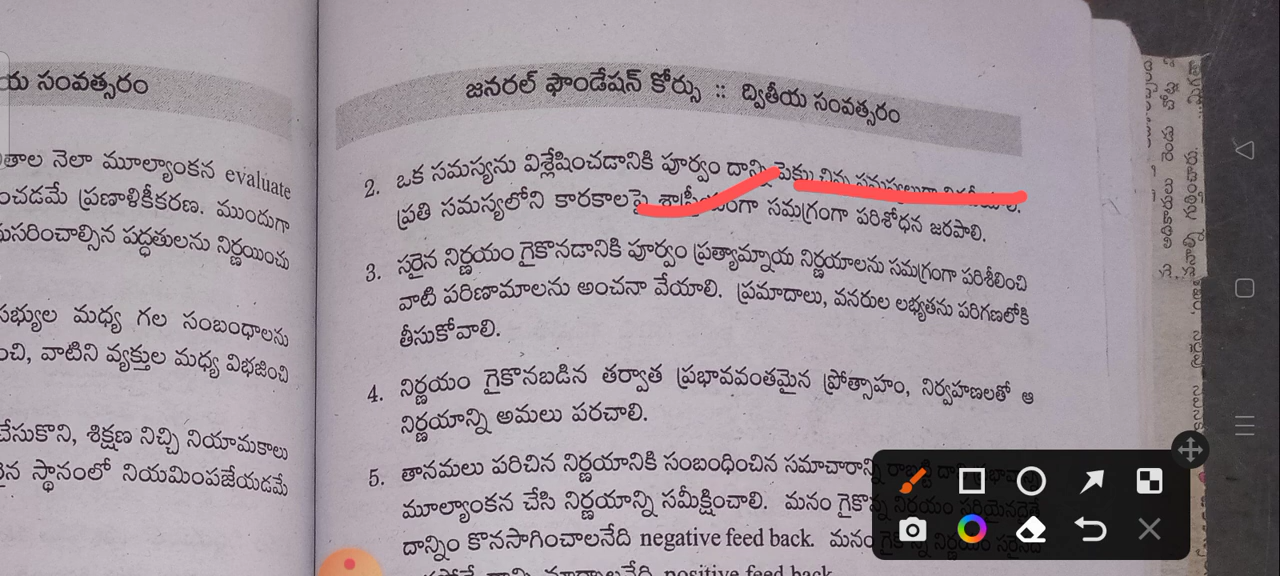 య సంవత్సరం
తాల నెలా మూల్యాంకన evaluate
ంచడమే ప్రణాళికీకరణ. ముందుగా
నుసరించాల్సిన పద్ధతులను నిర్ణయించు
సభ్యుల మధ్య గల సంబంధాలను
ంచి, వాటిని వ్యక్తుల మధ్య విభజించి
చేసుకొని, శిక్షణ నిచ్చి నియామకాలు
స్థానంలో నియమింపజేయడమే
జనరల్ ఫౌండేషన్ కోర్సు :: ద్వితీయ సంవత్సరం
2. ఒక సమస్యను విశ్లేషించడానికి పూర్వం దాన్ని
ప్రతి సమస్యలోని కారకాలపై సమగ్రంగా పరిశోధన జరపాలి.
3. సరైన నిర్ణయం గైకొనడానికి పూర్వం ప్రత్యామ్నాయ నిర్ణయాలను సమగ్రంగా పరిశీలించి
వాటి పరిణామాలను అంచనా వేయాలి. ప్రమాదాలు, వనరుల లభ్యతను పరిగణలోకి
తీసుకోవాలి.
4. నిర్ణయం గైకొనబడిన తర్వాత ప్రభావవంతమైన ప్రోత్సాహం, నిర్వహణలతో ఆ
నిర్ణయాన్ని అమలు పరచాలి.
5. తానమలు పరిచిన నిర్ణయానికి సంబంధించిన సమాచారాన్ని
మూల్యాంకన చేసి నిర్ణయాన్ని సమీక్షించాలి. మనం గైకొన్న
దాన్నిం కొనసాగించాలనేది negative feed back. మనం
positive feed back